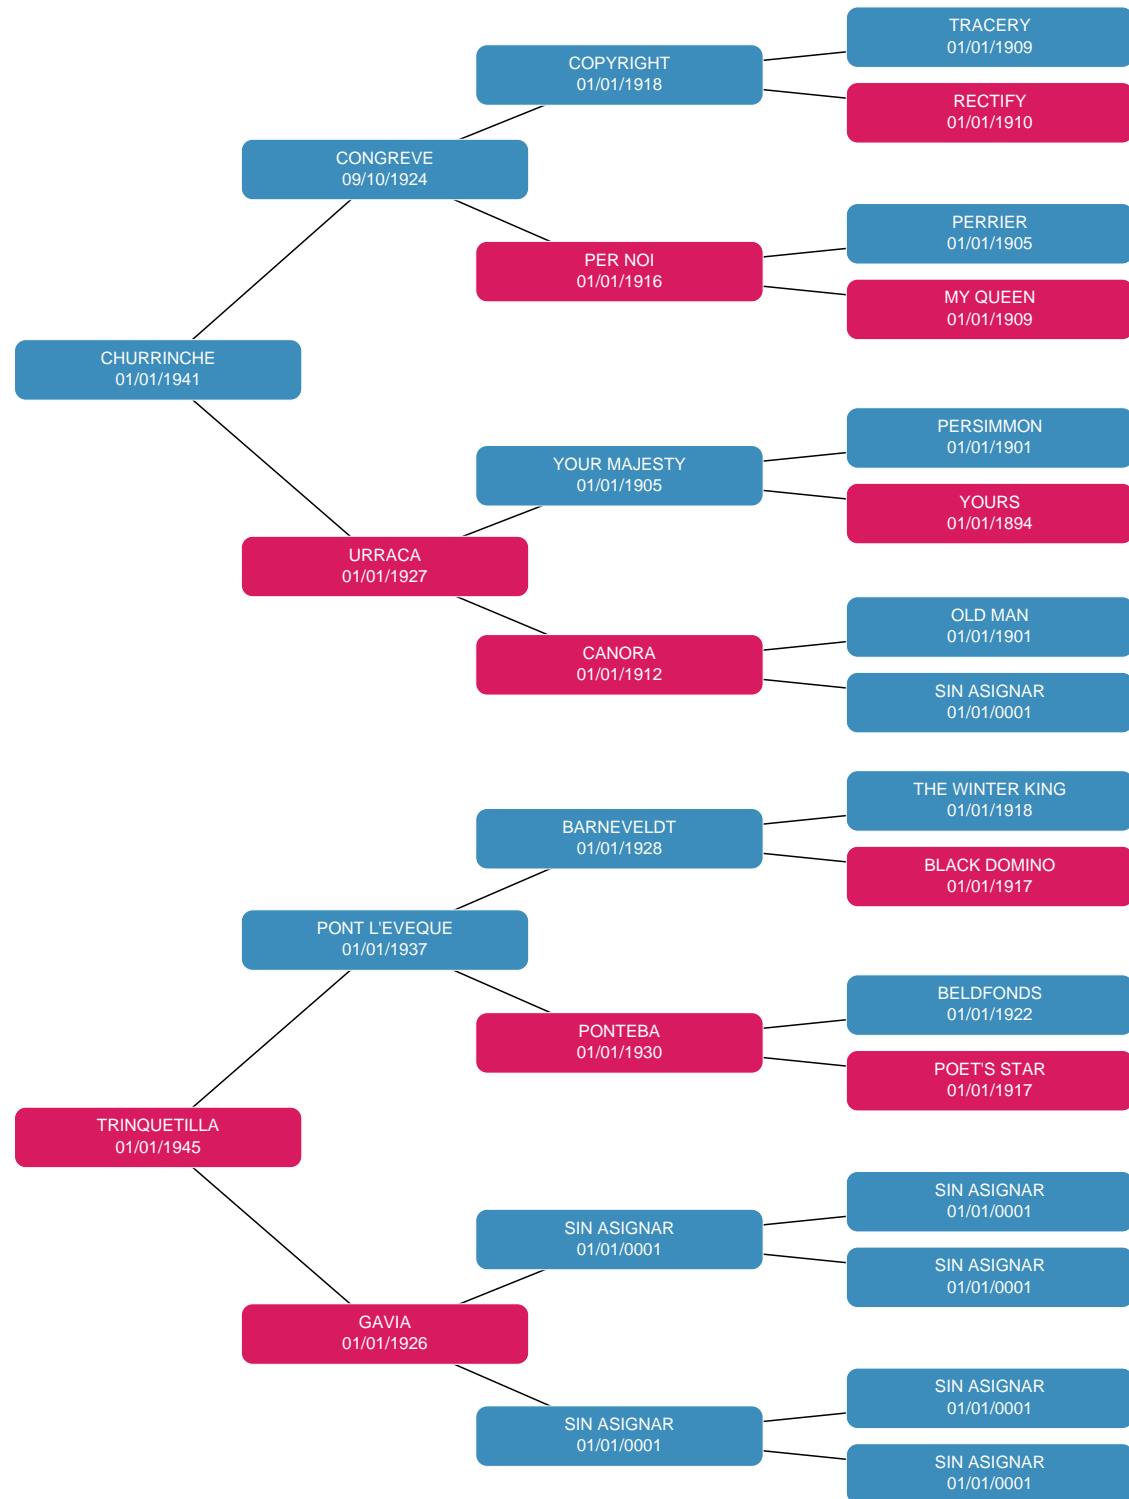 TRACERY
01/01/1909
COPYRIGHT
01/01/1918
RECTIFY
01/01/1910
CONGREVE
09/10/1924
PERRIER
01/01/1905
PER NOI
01/01/1916
MY QUEEN
01/01/1909
CHURRINCHE
01/01/1941
PERSIMMON
01/01/1901
YOUR MAJESTY
01/01/1905
YOURS
01/01/1894
URRACA
01/01/1927
OLD MAN
01/01/1901
CANORA
01/01/1912
SIN ASIGNAR
01/01/0001
THE WINTER KING
01/01/1918
BARNEVELDT
01/01/1928
BLACK DOMINO
01/01/1917
PONT L'EVEQUE
01/01/1937
BELDFONDS
01/01/1922
PONTEBA
01/01/1930
POET'S STAR
01/01/1917
TRINQUETILLA
01/01/1945
SIN ASIGNAR
01/01/0001
SIN ASIGNAR
01/01/0001
SIN ASIGNAR
01/01/0001
GAVIA
01/01/1926
SIN ASIGNAR
01/01/0001
SIN ASIGNAR
01/01/0001
SIN ASIGNAR
01/01/0001